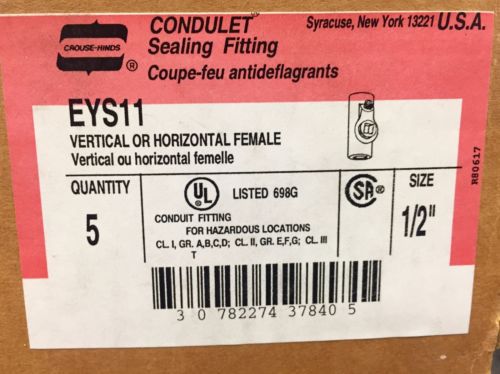 CROUSE-HINDS
®
CONDULET®
Syracuse, New York 13221 U.S.A.
Sealing Fitting
Coupe-feu antideflagrants
EYS11
VERTICAL OR HORIZONTAL FEMALE
Vertical ou horizontal femelle
R80617
QUANTITY
5
UL
LISTED 698G
CONDUIT FITTING
FOR HAZARDOUS LOCATIONS
CL. I, GR. A,B,C,D; CL. II, GR. E,F,G; CL. III
T
SA
SIZE
1/2"
3 0 782274 37840 5